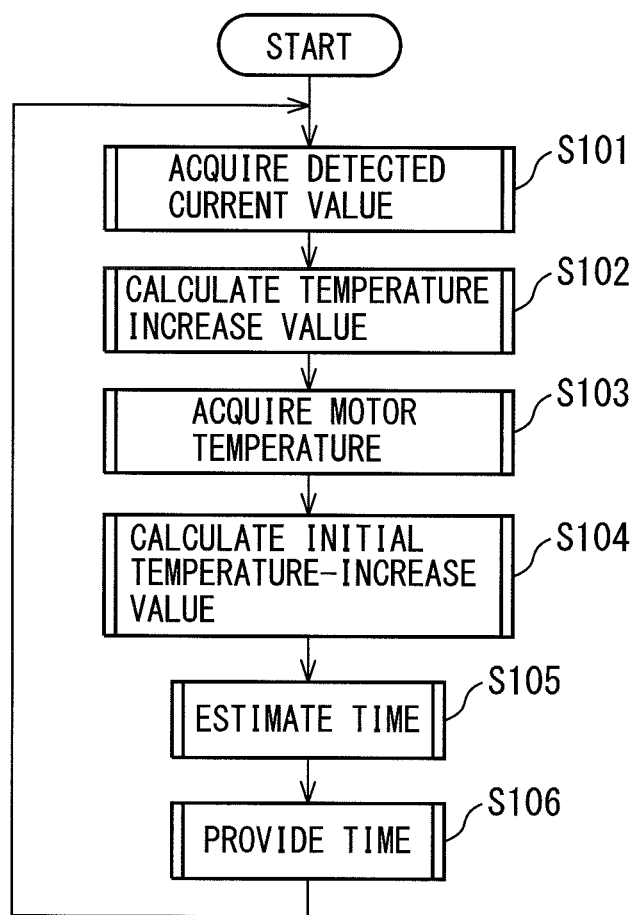 START
ACQUIRE DETECTED
CURRENT VALUE
S101
CALCULATE TEMPERATURE
INCREASE VALUE
S102
ACQUIRE MOTOR
TEMPERATURE
S103
CALCULATE INITIAL
TEMPERATURE-INCREASE
VALUE
S104
ESTIMATE TIME
S105
PROVIDE TIME
S106